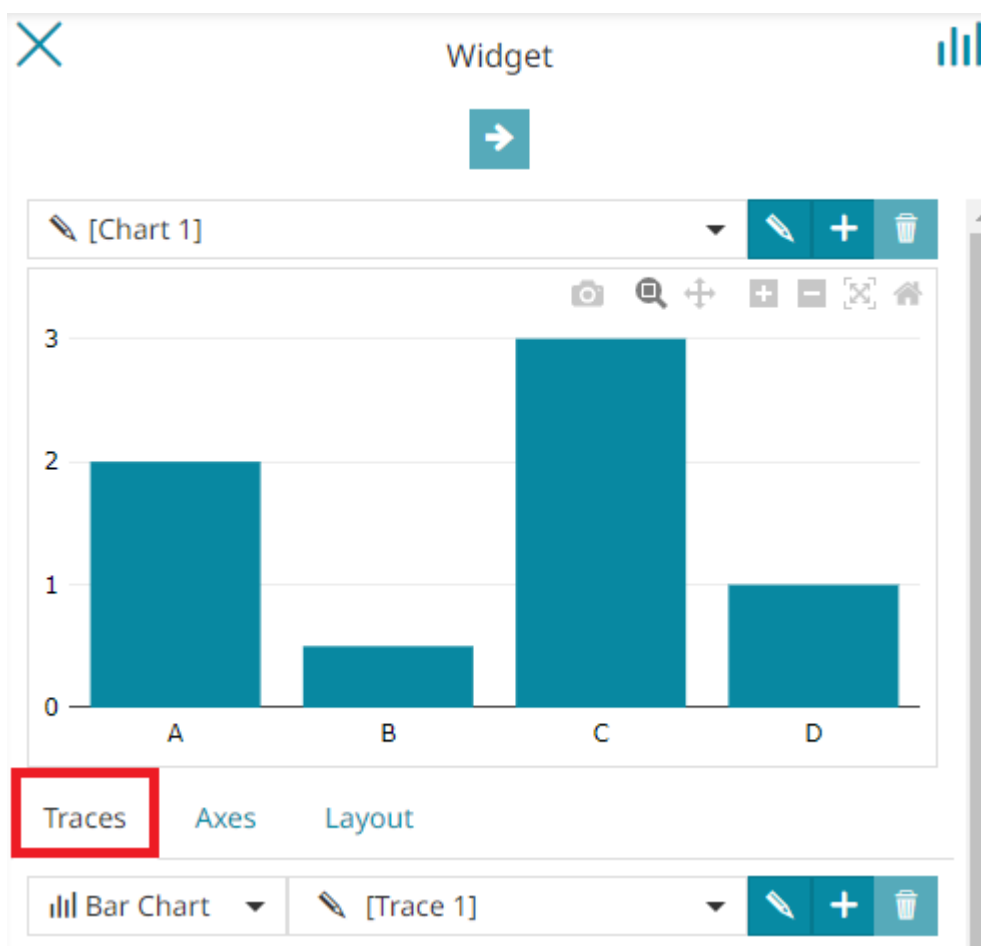 Widget
[Chart 1]
3
2
1
0
A B C D
Traces Axes Layout
Bar Chart [Trace 1]